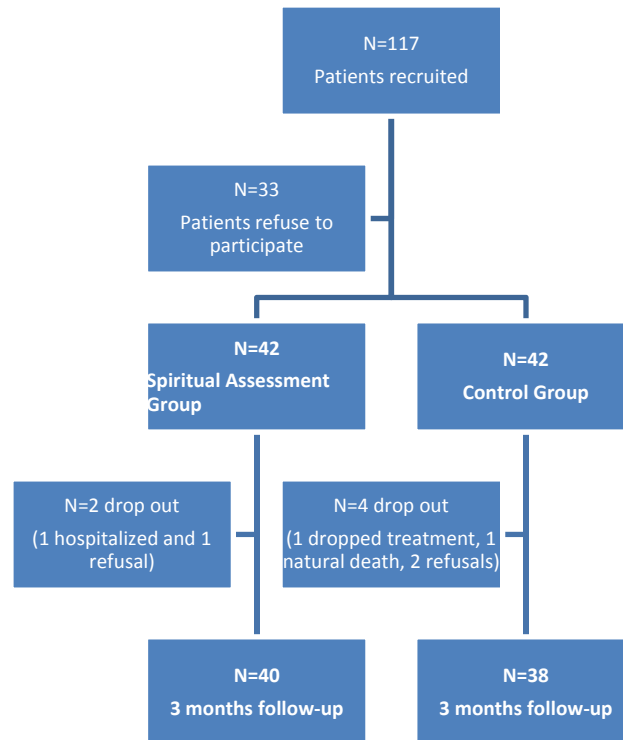 N=117
Patients recruited
N=33
Patients refuse to
participate
N=42
Spiritual Assessment
Group
N=42
Control Group
N=2 drop out
(1 hospitalized and 1
refusal)
N=4 drop out
(1 dropped treatment, 1
natural death, 2 refusals)
N=40
3 months follow-up
N=38
3 months follow-up